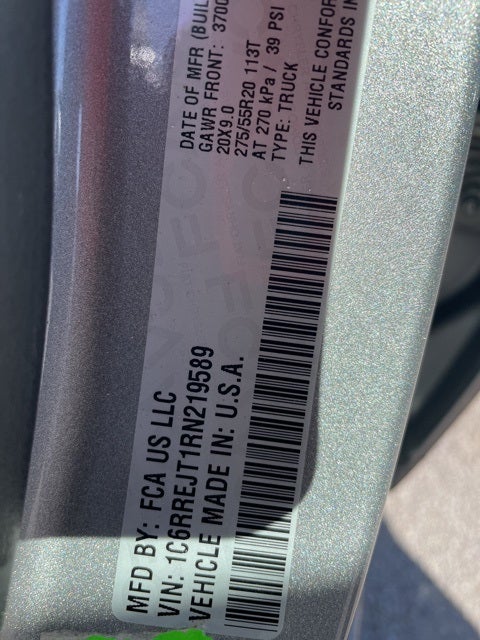 MFD BY: FCA US LLC
VIN: 1C6RREJT1RN219589
VEHICLE MADE IN: U.S.A.
DATE OF MFR (BUIL
GAWR FRONT: 370
20X9.0
275/55R20 113T
AT 270 kPa / 39 PSI
TYPE: TRUCK
THIS VEHICLE CONFOR
STANDARDS IN